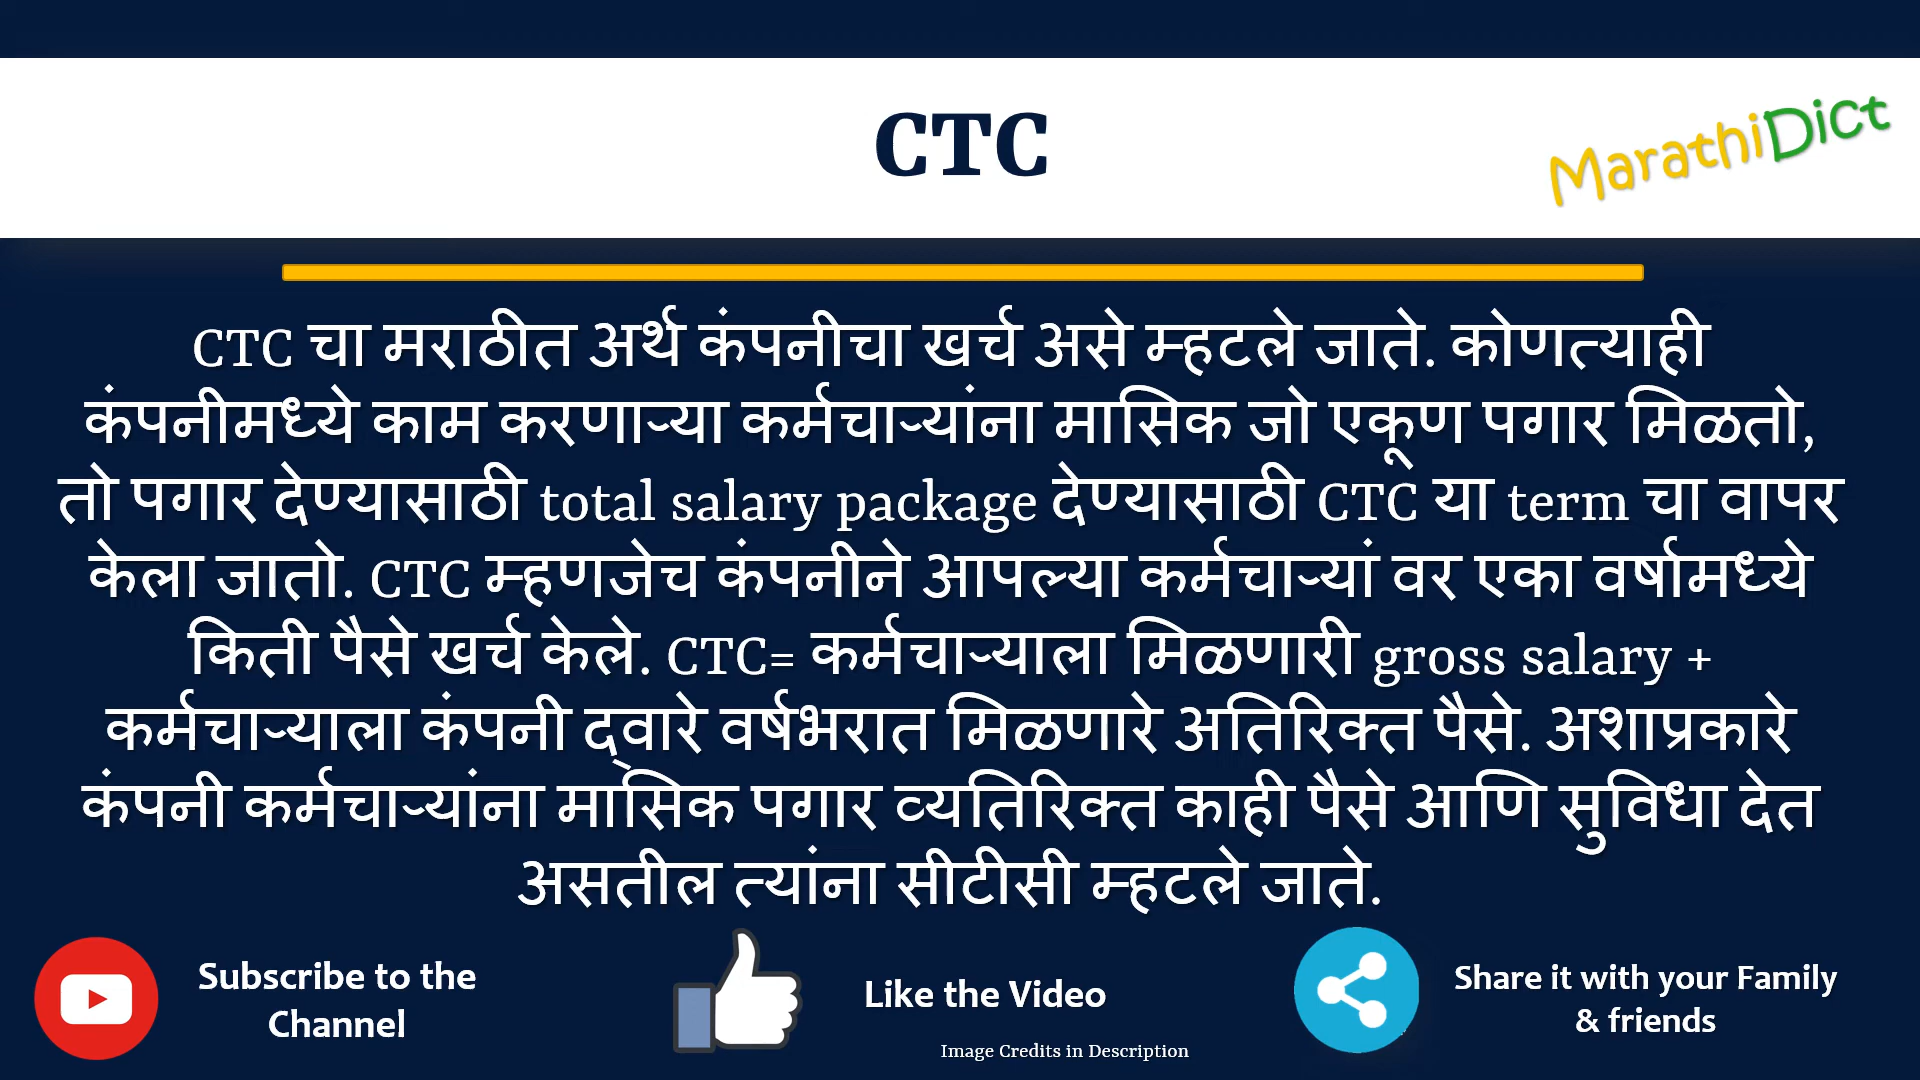 CTC
MarathiDict
CTC चा मराठीत अर्थ कंपनीचा खर्च असे म्हटले जाते. कोणत्याही
कंपनीमध्ये काम करणाऱ्या कर्मचाऱ्यांना मासिक जो एकूण पगार मिळतो,
तो पगार देण्यासाठी total salary package देण्यासाठी CTC या term चा वापर
केला जातो. CTC म्हणजेच कंपनीने आपल्या कर्मचाऱ्यां वर एका वर्षामध्ये
किती पैसे खर्च केले. CTC= कर्मचाऱ्याला मिळणारी gross salary +
कर्मचाऱ्याला कंपनी द्वारे वर्षभरात मिळणारे अतिरिक्त पैसे. अशाप्रकारे
कंपनी कर्मचाऱ्यांना मासिक पगार व्यतिरिक्त काही पैसे आणि सुविधा देत
असतील त्यांना सीटीसी म्हटले जाते.
Subscribe to the
Channel
Like the Video
Share it with your Family
& friends
Image Credits in Description